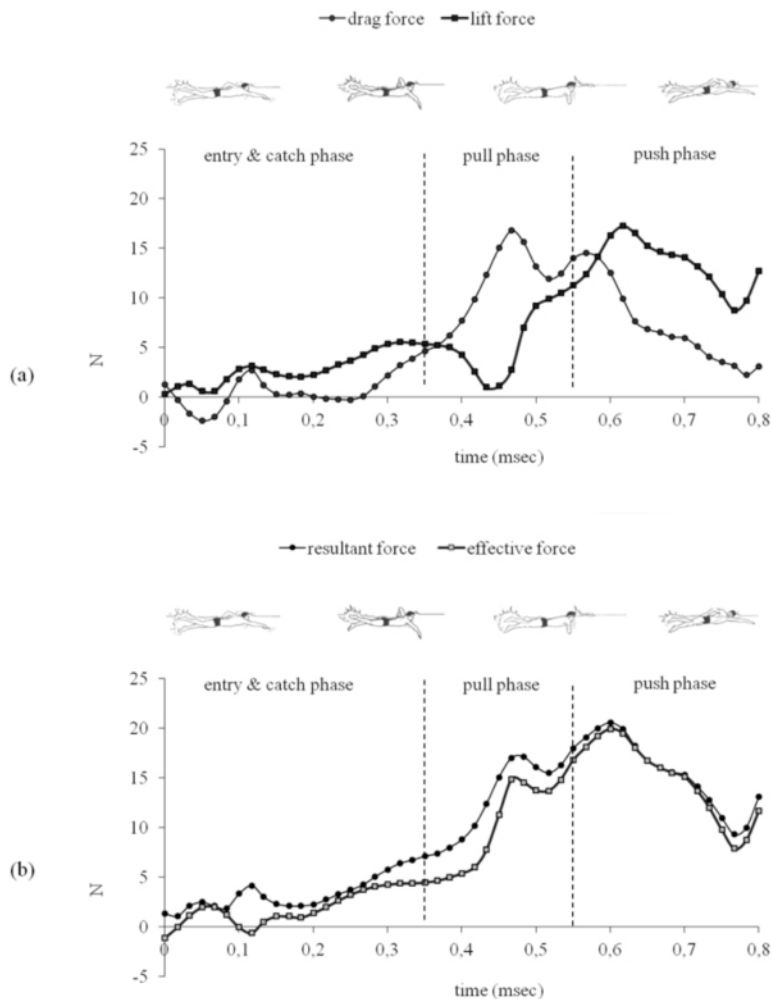 drag force lift force
entry & catch phase pull phase push phase
25
20
15
10
5
0
-5
N
(a)
0 0,1 0,2 0,3 0,4 0,5 0,6 0,7 0,8
time (msec)
resultant force effective force
entry & catch phase pull phase push phase
25
20
15
10
5
0
-5
N
(b)
0 0,1 0,2 0,3 0,4 0,5 0,6 0,7 0,8
time (msec)